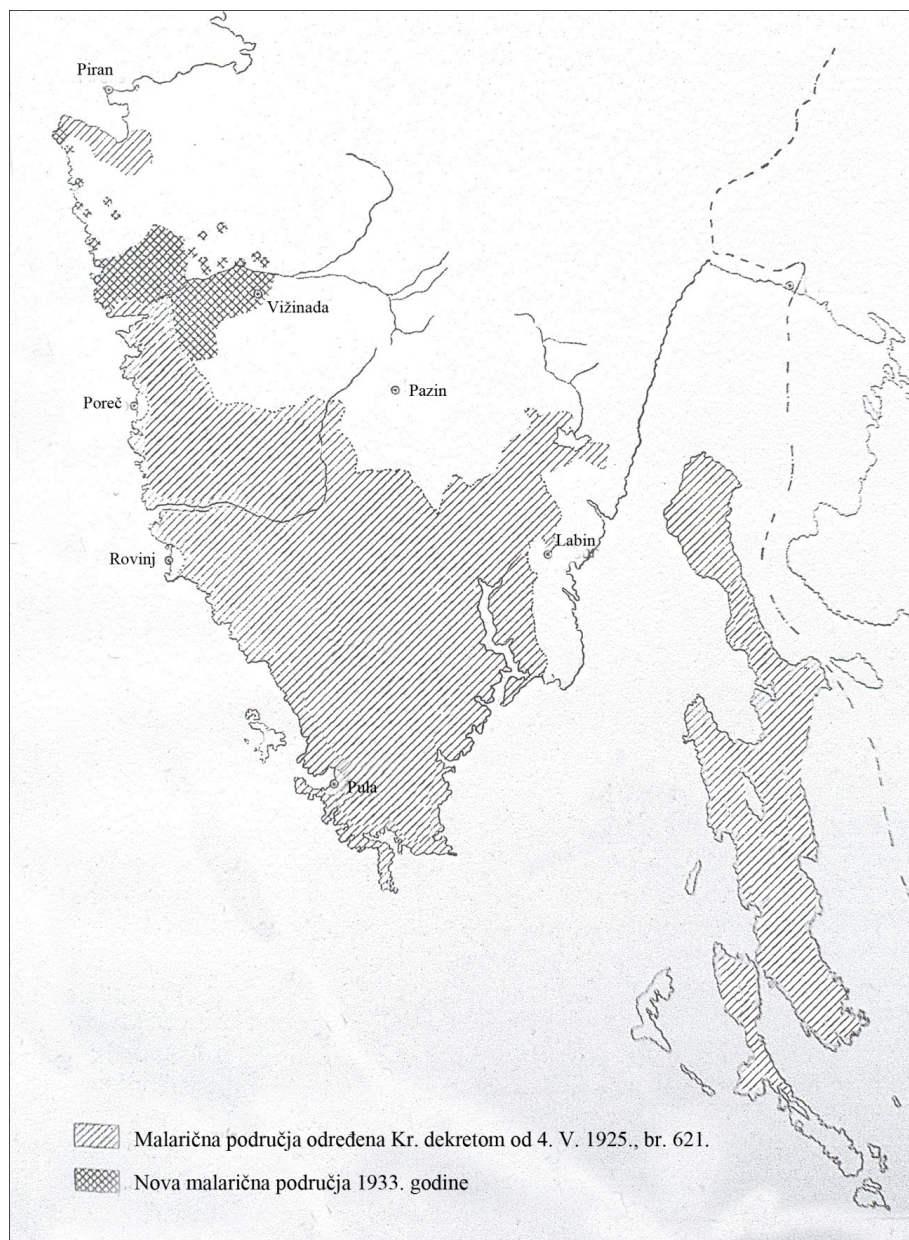 Piran
Vižinada
Pazin
Poreč
Labin
Rovinj
Pula
Malarična područja određena Kr. dekretom od 4. V. 1925., br. 621.
Nova malarična područja 1933. godine